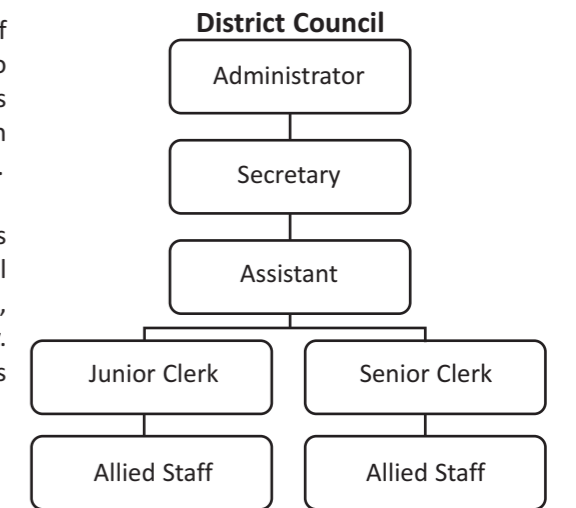 District Council
Administrator
Secretary
Assistant
Junior Clerk
Senior Clerk
Allied Staff
Allied Staff